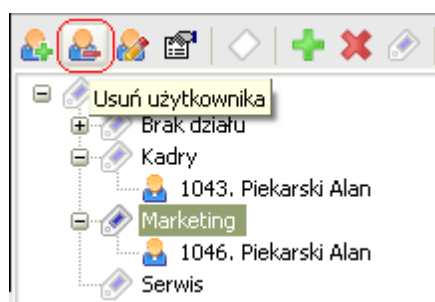 Usuń użytkownika
Brak działu
Kadry
1043. Piekarski Alan
Marketing
1046. Piekarski Alan
Serwis